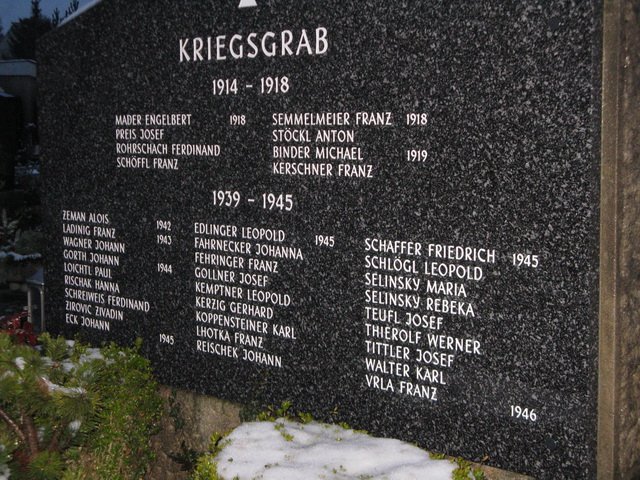 KRIEGSGRAB
1914 - 1918
MADER ENGELBERT 1918
PREIS JOSEF
ROHRSCHACH FERDINAND
SCHÖFFL FRANZ
SEMMELMEIER FRANZ 1918
STÖCKL ANTON
BINDER MICHAEL 1919
KERSCHNER FRANZ
1939 - 1945
ZEMAN ALOIS 1942
LADINIG FRANZ 1943
WAGNER JOHANN
GORTH JOHANN 1944
LOICHTL PAUL
RISCHAK HANNA
SCHREIWEIS FERDINAND
ZIROVIC ZIVADIN
ECK JOHANN 1945
EDLINGER LEOPOLD 1945
FAHRNECKER JOHANNA
FEHRINGER FRANZ
GOLLNER JOSEF
KEMPTNER LEOPOLD
KERZIG GERHARD
KOPPENSTEINER KARL
LHOTKA FRANZ
REISCHEK JOHANN
SCHAFFER FRIEDRICH 1945
SCHLÖGL LEOPOLD
SELINSKY MARIA
SELINSKY REBEKA
TEUFL JOSEF
THIEROLF WERNER
TITTLER JOSEF
WALTER KARL
VRLA FRANZ 1946